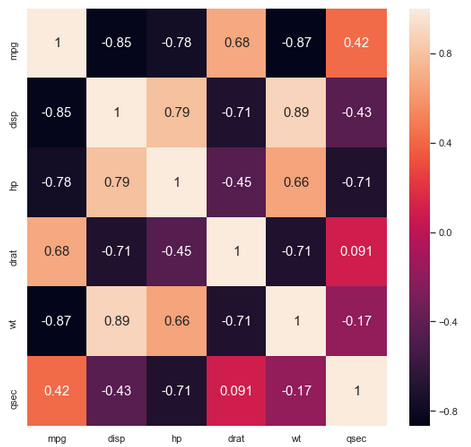 mpg 1 -0.85 -0.78 0.68 -0.87 0.42
disp -0.85 1 0.79 -0.71 0.89 -0.43
hp -0.78 0.79 1 -0.45 0.66 -0.71
drat 0.68 -0.71 -0.45 1 -0.71 0.091
wt -0.87 0.89 0.66 -0.71 1 -0.17
qsec 0.42 -0.43 -0.71 0.091 -0.17 1
mpg disp hp drat wt qsec
0.8
0.4
0.0
-0.4
-0.8